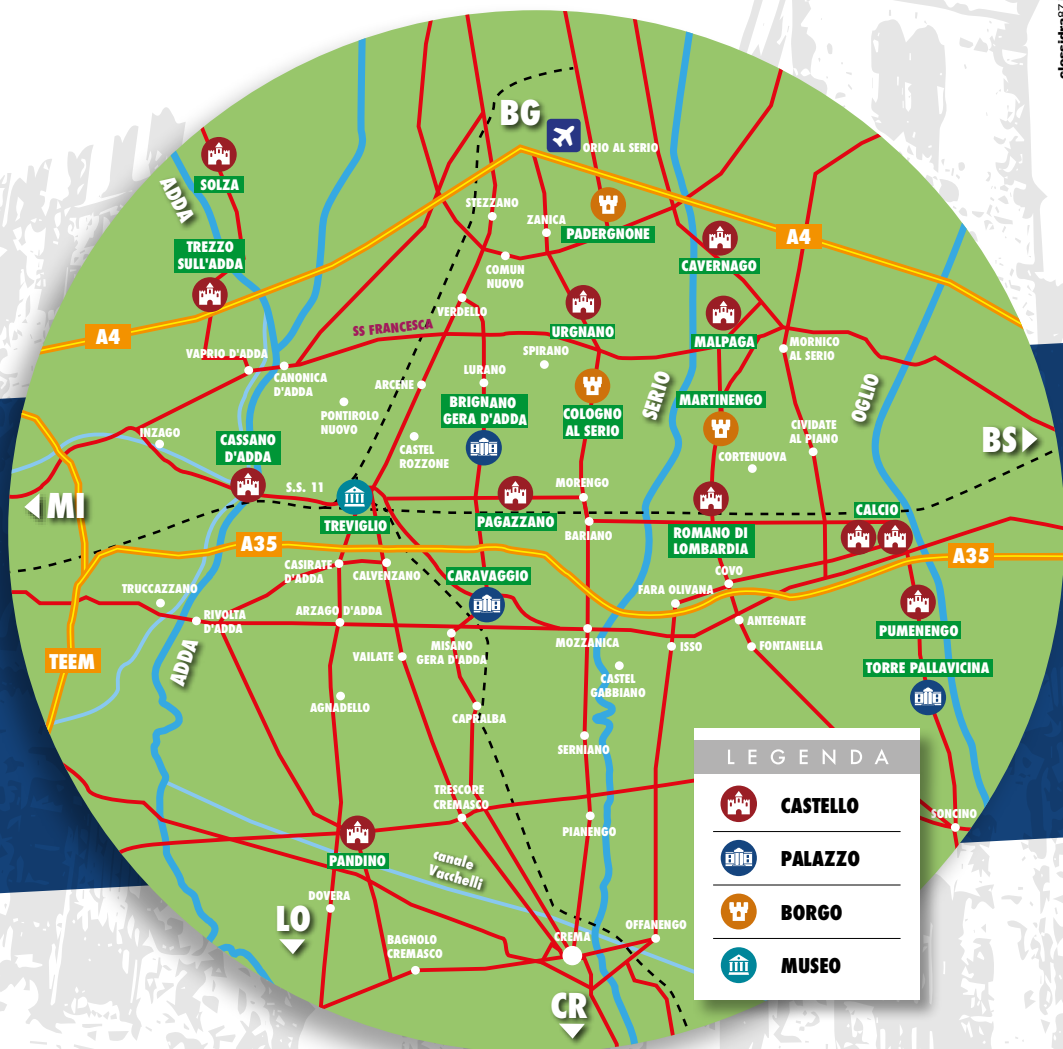 BG
ORIO AL SERIO
SOLZA
ADDA
STEZZANO
ZANICA
PADERGNONE
TREZZO
SULL'ADDA
A4
CAVERNAGO
COMUN
NUOVO
VERDELLO
SS FRANCESCA
URGNANO
MALPAGA
A4
MORNICO
AL SERIO
VAPRIO D'ADDA
CANONICA
D'ADDA
SPIRANO
LURANO
ARCENE
SERIO
OGLIO
PONTIROLO
NUOVO
BRIGNANO
GERA D'ADDA
COLOGNO
AL SERIO
MARTINENGO
INZAGO
CASSANO
D'ADDA
CASTEL
ROZZONE
CIVIDATE
AL PIANO
BS
CORTENUOVA
S.S. 11
MORENGO
MI
TREVIGLIO
PAGAZZANO
BARIANO
ROMANO DI
LOMBARDIA
CALCIO
A35
A35
CASIRATE
D'ADDA
CALVENZANO
CARAVAGGIO
COVO
TRUCCAZZANO
RIVOLTA
D'ADDA
ARZAGO D'ADDA
FARA OLIVANA
ANTEGNATE
PUMENENGO
ADDA
TEEM
VAILATE
MISANO
GERA D'ADDA
MOZZANICA
ISSO
FONTANELLA
TORRE PALLAVICINA
CASTEL
GABBIANO
AGNADELLO
CAPRALBA
SERNIANO
LEGENDA
CASTELLO
PALAZZO
BORGO
MUSEO
TRESCORE
CREMASCO
PIANENGO
SONCINO
PANDINO
canale
Vacchelli
DOVERA
LO
BAGNOLO
CREMASCO
CREMA
OFFANENGO
CR